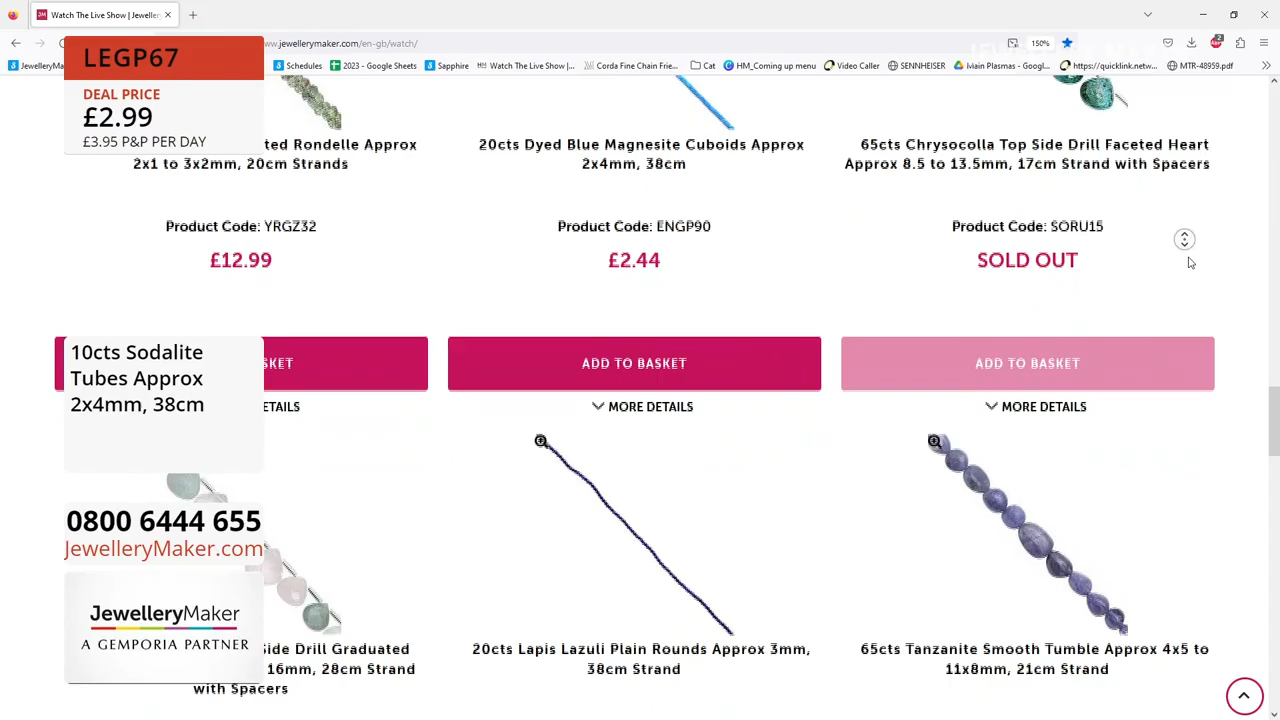 Watch The Live Show | Jeweller
www.jewellerymaker.com/en-gb/watch/
150%
2
JewelleryMa
Schedules
2023 - Google Sheets
Sapphire
Watch The Live Show |...
Corda Fine Chain Frie...
Cat
HM_Coming up menu
Video Caller
SENNHEISER
Main Plasmas - Googl...
https://quicklink.netw...
MTR-48959.pdf
LEGP67
DEAL PRICE
£2.99
£3.95 P&P PER DAY
ted Rondelle Approx
2x1 to 3x2mm, 20cm Strands
Product Code: YRGZ32
£12.99
SKET
ETAILS
20cts Dyed Blue Magnesite Cuboids Approx
2x4mm, 38cm
Product Code: ENGP90
£2.44
ADD TO BASKET
MORE DETAILS
65cts Chrysocolla Top Side Drill Faceted Heart
Approx 8.5 to 13.5mm, 17cm Strand with Spacers
Product Code: SORU15
SOLD OUT
ADD TO BASKET
MORE DETAILS
10cts Sodalite
Tubes Approx
2x4mm, 38cm
0800 6444 655
JewelleryMaker.com
JewelleryMaker
A GEMPORIA PARTNER
Side Drill Graduated
16mm, 28cm Strand
with Spacers
20cts Lapis Lazuli Plain Rounds Approx 3mm,
38cm Strand
65cts Tanzanite Smooth Tumble Approx 4x5 to
11x8mm, 21cm Strand